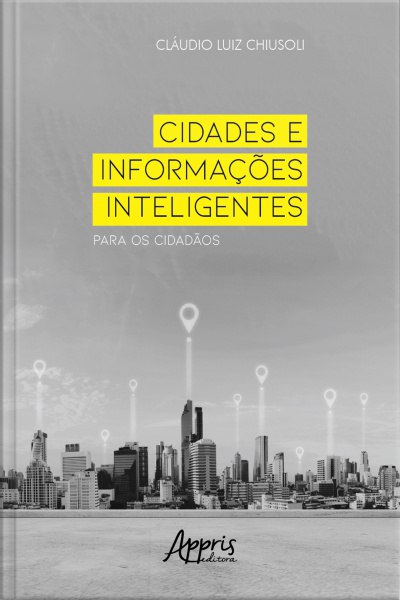 CLÁUDIO LUIZ CHIUSOLI
CIDADES E
INFORMAÇÕES
INTELIGENTES
PARA OS CIDADÃOS
Appris
editora